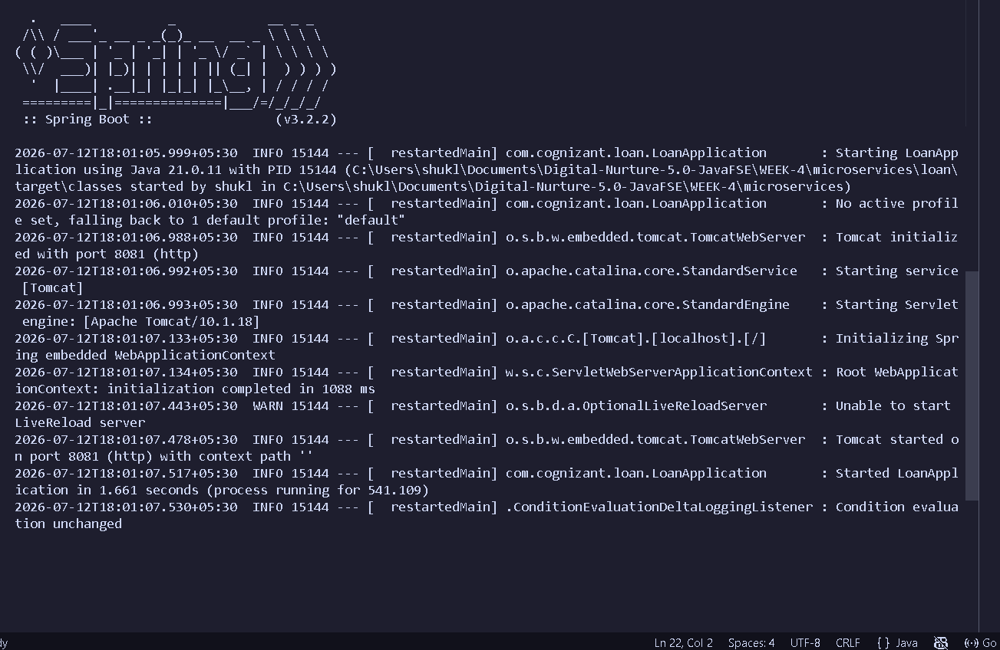 .   ____          _            __ _ _
 /\\ / ___'_ __ _ _(_)_ __  __ _ \ \ \ \
( ( )\___ | '_ | '_| | '_ \/ _` | \ \ \ \
 \\/  ___)| |_)| | | | | || (_| |  ) ) ) )
  '  |____| .__|_| |_|_| |_\__, | / / / /
 =========|_|==============|___/=/_/_/_/
 :: Spring Boot ::                (v3.2.2)

2026-07-12T18:01:05.999+05:30  INFO 15144 --- [  restartedMain] com.cognizant.loan.LoanApplication       : Starting LoanApp
lication using Java 21.0.11 with PID 15144 (C:\Users\shukl\Documents\Digital-Nurture-5.0-JavaFSE\WEEK-4\microservices\loan\
target\classes started by shukl in C:\Users\shukl\Documents\Digital-Nurture-5.0-JavaFSE\WEEK-4\microservices)
2026-07-12T18:01:06.010+05:30  INFO 15144 --- [  restartedMain] com.cognizant.loan.LoanApplication       : No active profil
e set, falling back to 1 default profile: "default"
2026-07-12T18:01:06.988+05:30  INFO 15144 --- [  restartedMain] o.s.b.w.embedded.tomcat.TomcatWebServer  : Tomcat initializ
ed with port 8081 (http)
2026-07-12T18:01:06.992+05:30  INFO 15144 --- [  restartedMain] o.apache.catalina.core.StandardService   : Starting service
 [Tomcat]
2026-07-12T18:01:06.993+05:30  INFO 15144 --- [  restartedMain] o.apache.catalina.core.StandardEngine    : Starting Servlet
 engine: [Apache Tomcat/10.1.18]
2026-07-12T18:01:07.133+05:30  INFO 15144 --- [  restartedMain] o.a.c.c.C.[Tomcat].[localhost].[/]       : Initializing Spr
ing embedded WebApplicationContext
2026-07-12T18:01:07.134+05:30  INFO 15144 --- [  restartedMain] w.s.c.ServletWebServerApplicationContext : Root WebApplicat
ionContext: initialization completed in 1088 ms
2026-07-12T18:01:07.443+05:30  WARN 15144 --- [  restartedMain] o.s.b.d.a.OptionalLiveReloadServer       : Unable to start
LiveReload server
2026-07-12T18:01:07.478+05:30  INFO 15144 --- [  restartedMain] o.s.b.w.embedded.tomcat.TomcatWebServer  : Tomcat started o
n port 8081 (http) with context path ''
2026-07-12T18:01:07.517+05:30  INFO 15144 --- [  restartedMain] com.cognizant.loan.LoanApplication       : Started LoanAppl
ication in 1.661 seconds (process running for 541.109)
2026-07-12T18:01:07.530+05:30  INFO 15144 --- [  restartedMain] .ConditionEvaluationDeltaLoggingListener : Condition evalua
tion unchanged
dy Ln 22, Col 2 Spaces: 4 UTF-8 CRLF { } Java Go